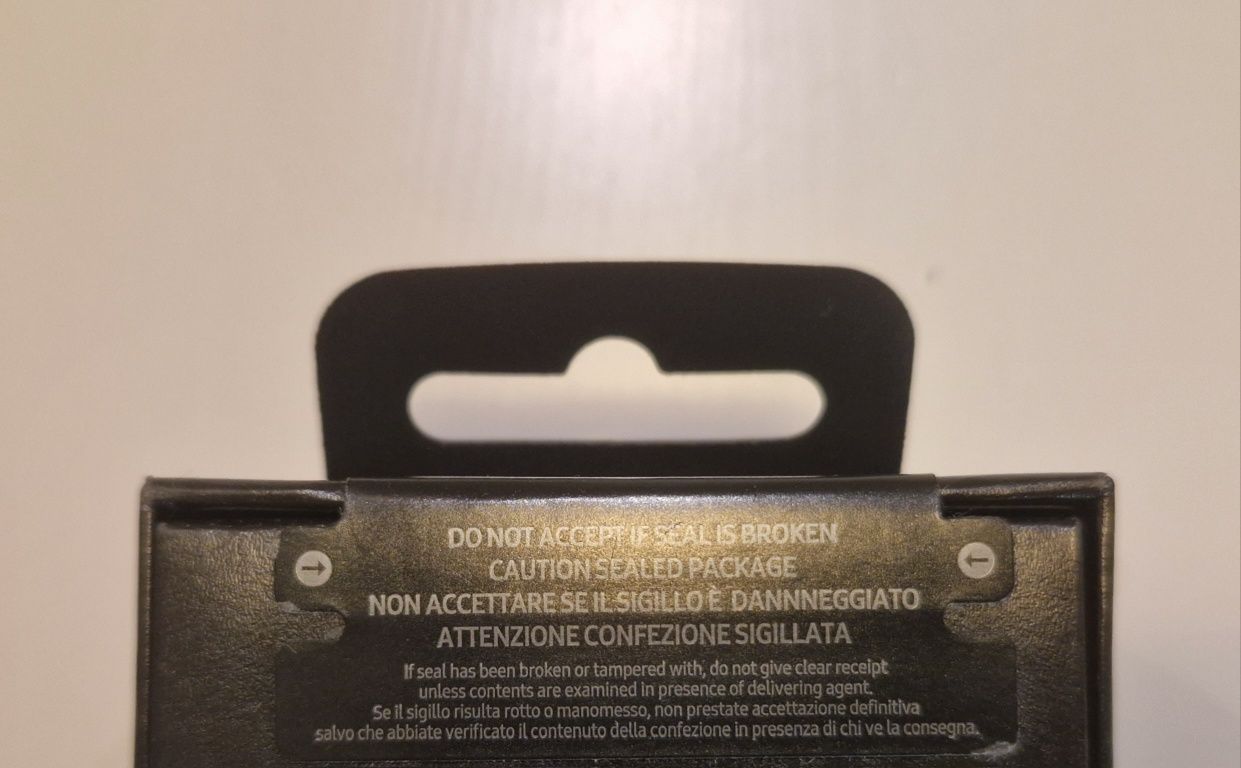 DO NOT ACCEPT IF SEAL IS BROKEN
CAUTION SEALED PACKAGE
NON ACCETTARE SE IL SIGILLO È DANNNEGGIATO
ATTENZIONE CONFEZIONE SIGILLATA
If seal has been broken or tampered with, do not give clear receipt
unless contents are examined in presence of delivering agent.
Se il sigillo risulta rotto o manomesso, non prestate accettazione definitiva
salvo che abbiate verificato il contenuto della confezione in presenza di chi ve la consegna.